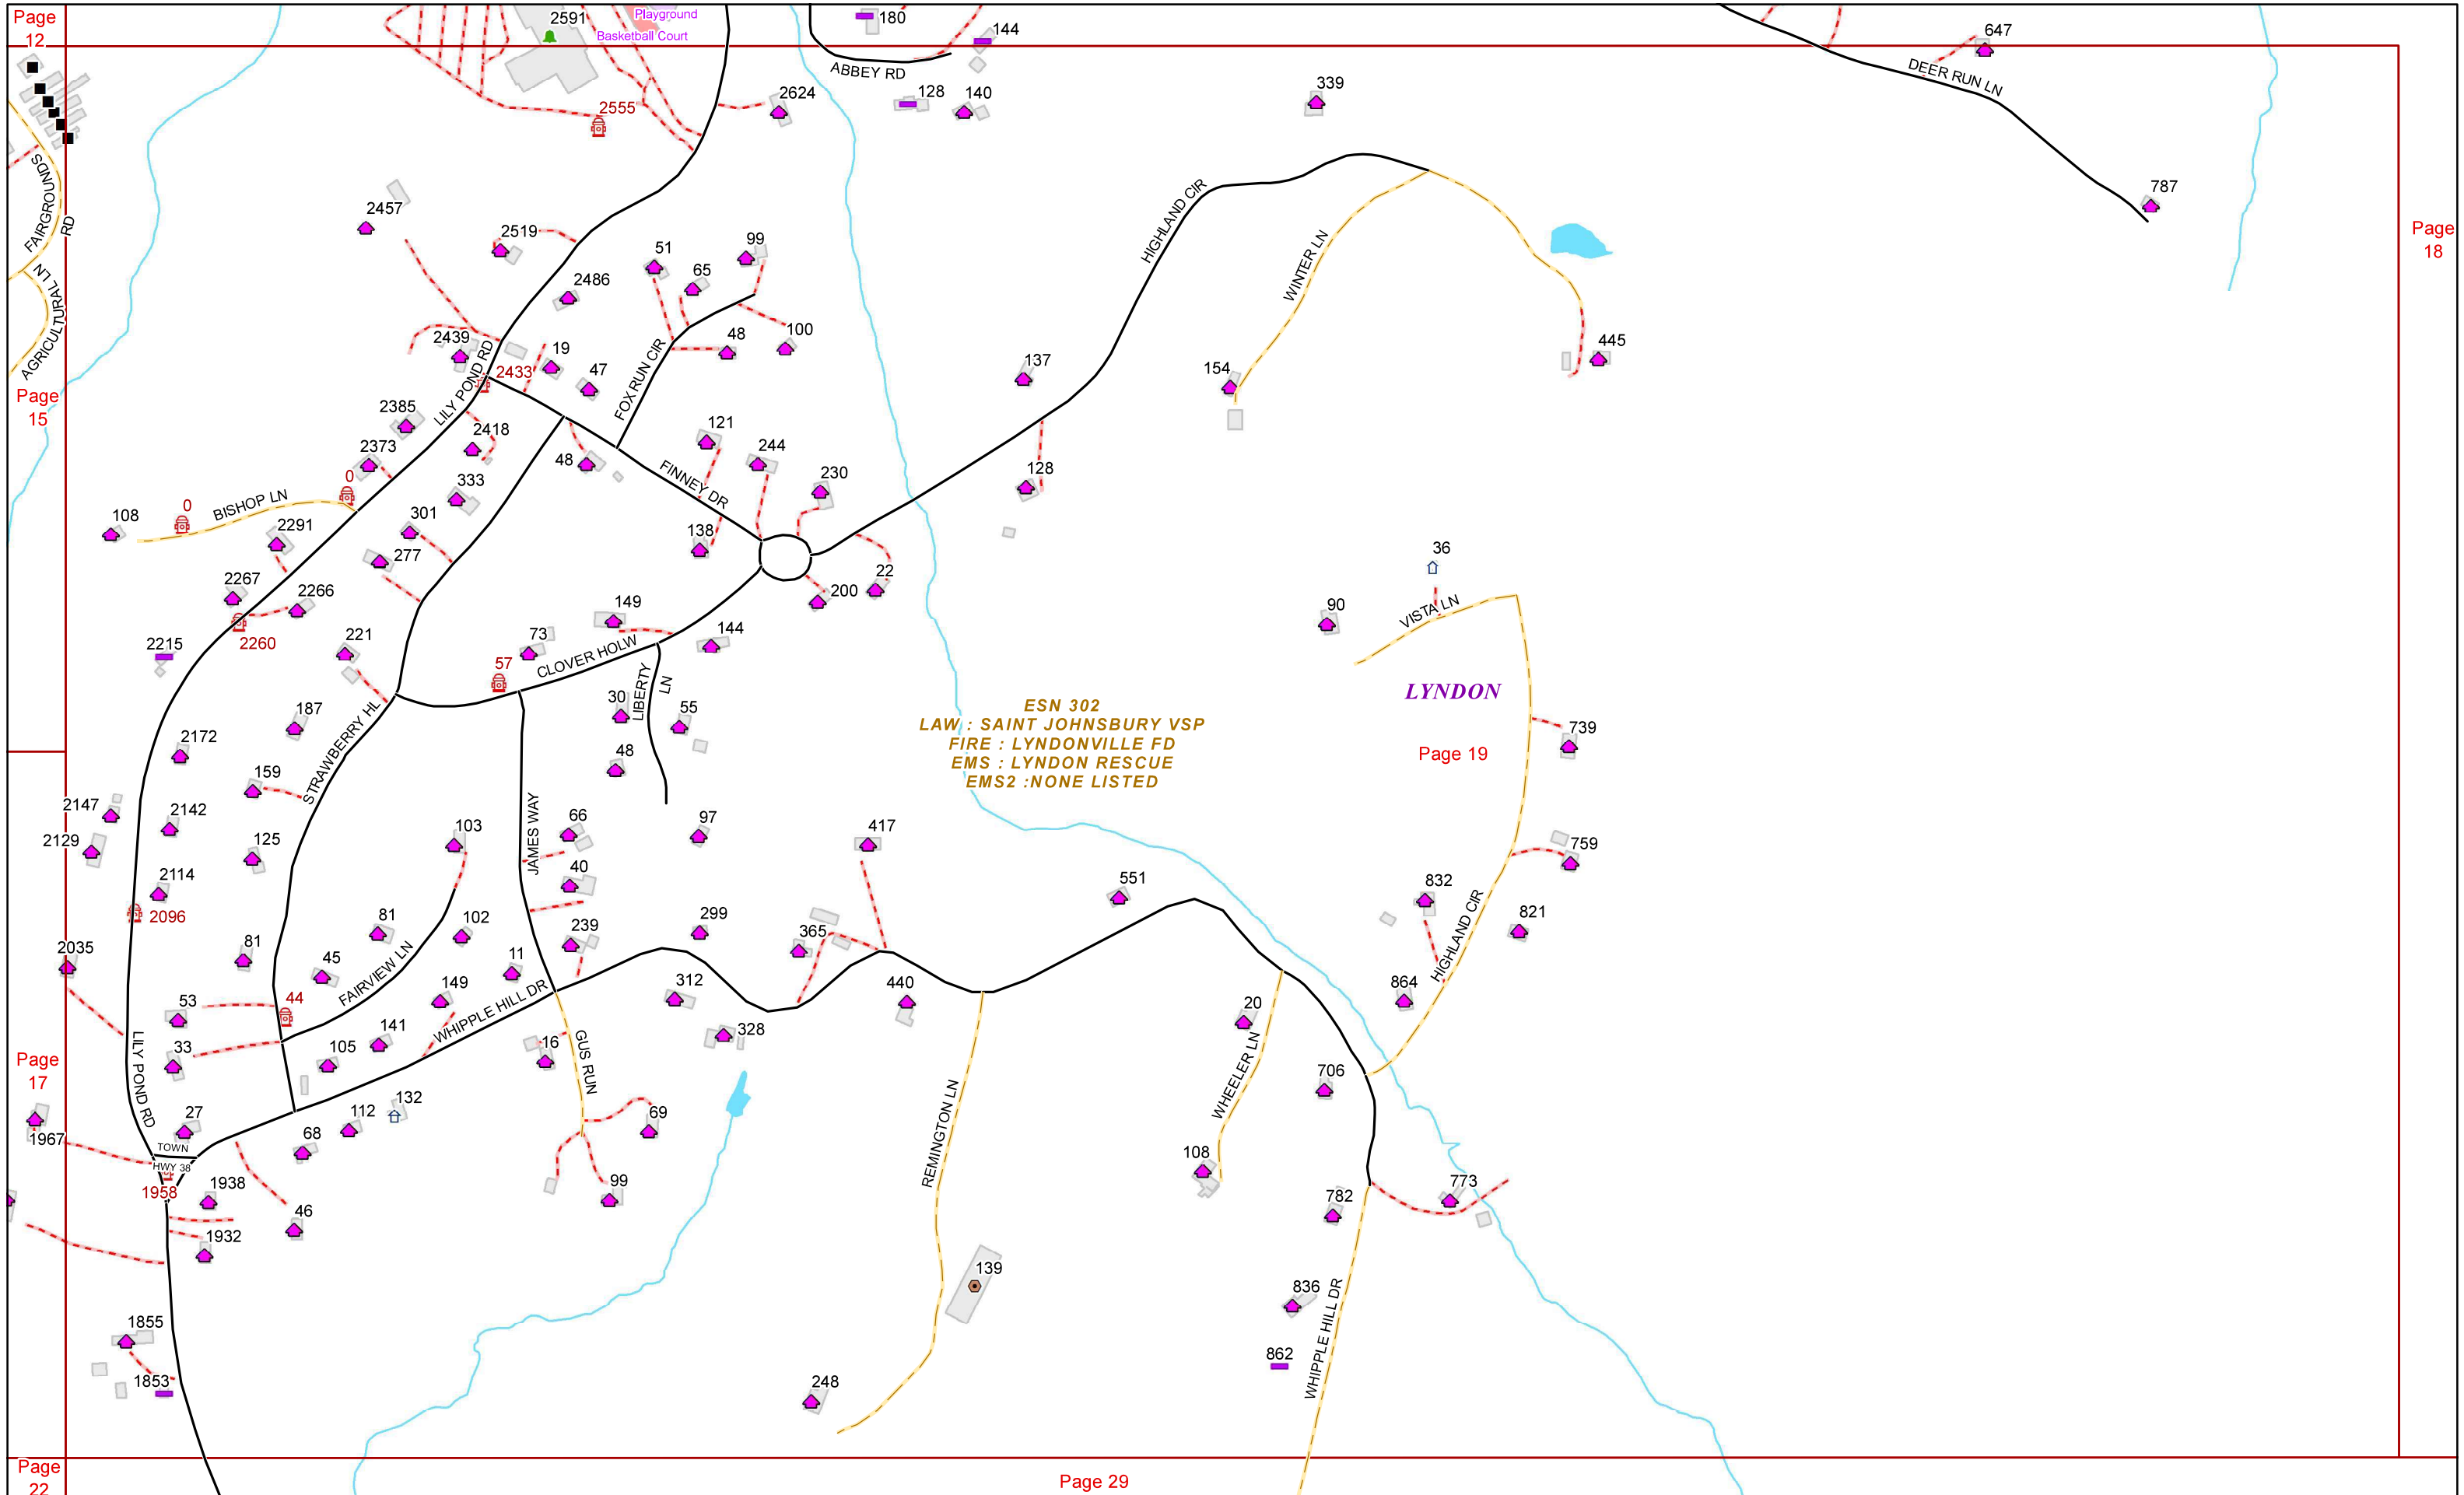 Page
12
2591
Playground
Basketball Court
180
144
647
ABBEY RD
DEER RUN LN
2555
2624
128
140
339
FAIRGROUNDS
RD
2457
2519
51
65
99
HIGHLAND CIR
787
Page
18
AGRICULTURAL LN
2486
WINTER LN
2439
LILY POND RD
2433
19
47
FOX RUN CIR
48
100
137
154
445
Page
15
2385
2418
2373
48
121
244
FINNEY DR
230
128
333
0
0
BISHOP LN
108
2291
301
277
138
36
2267
2266
200
22
2260
149
90
VISTA LN
2215
221
73
CLOVER HOLW
144
57
LIBERTY
LN
30
55
LYNDON
ESN 302
LAW : SAINT JOHNSBURY VSP
FIRE : LYNDONVILLE FD
EMS : LYNDON RESCUE
EMS2 :NONE LISTED
187
STRAWBERRY HL
2172
48
739
Page 19
159
2147
2142
2129
125
103
JAMES WAY
66
97
417
759
2114
40
551
832
2096
81
102
239
299
365
821
HIGHLAND CIR
2035
81
45
FAIRVIEW LN
11
149
WHIPPLE HILL DR
312
440
864
53
44
20
141
328
16
GUS RUN
33
105
LILY POND RD
Page
17
706
WHEELER LN
REMINGTON LN
132
112
69
27
1967
TOWN
HWY 38
68
108
1958
1938
99
773
782
46
1932
139
836
WHIPPLE HILL DR
1855
862
1853
248
Page
22
Page 29